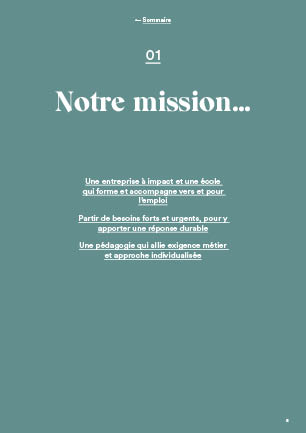 — Sommaire
01
Notre mission...
Une entreprise à impact et une école
qui forme et accompagne vers et pour
l'emploi
Partir de besoins forts et urgents, pour y
apporter une réponse durable
Une pédagogie qui allie exigence métier
et approche individualisée